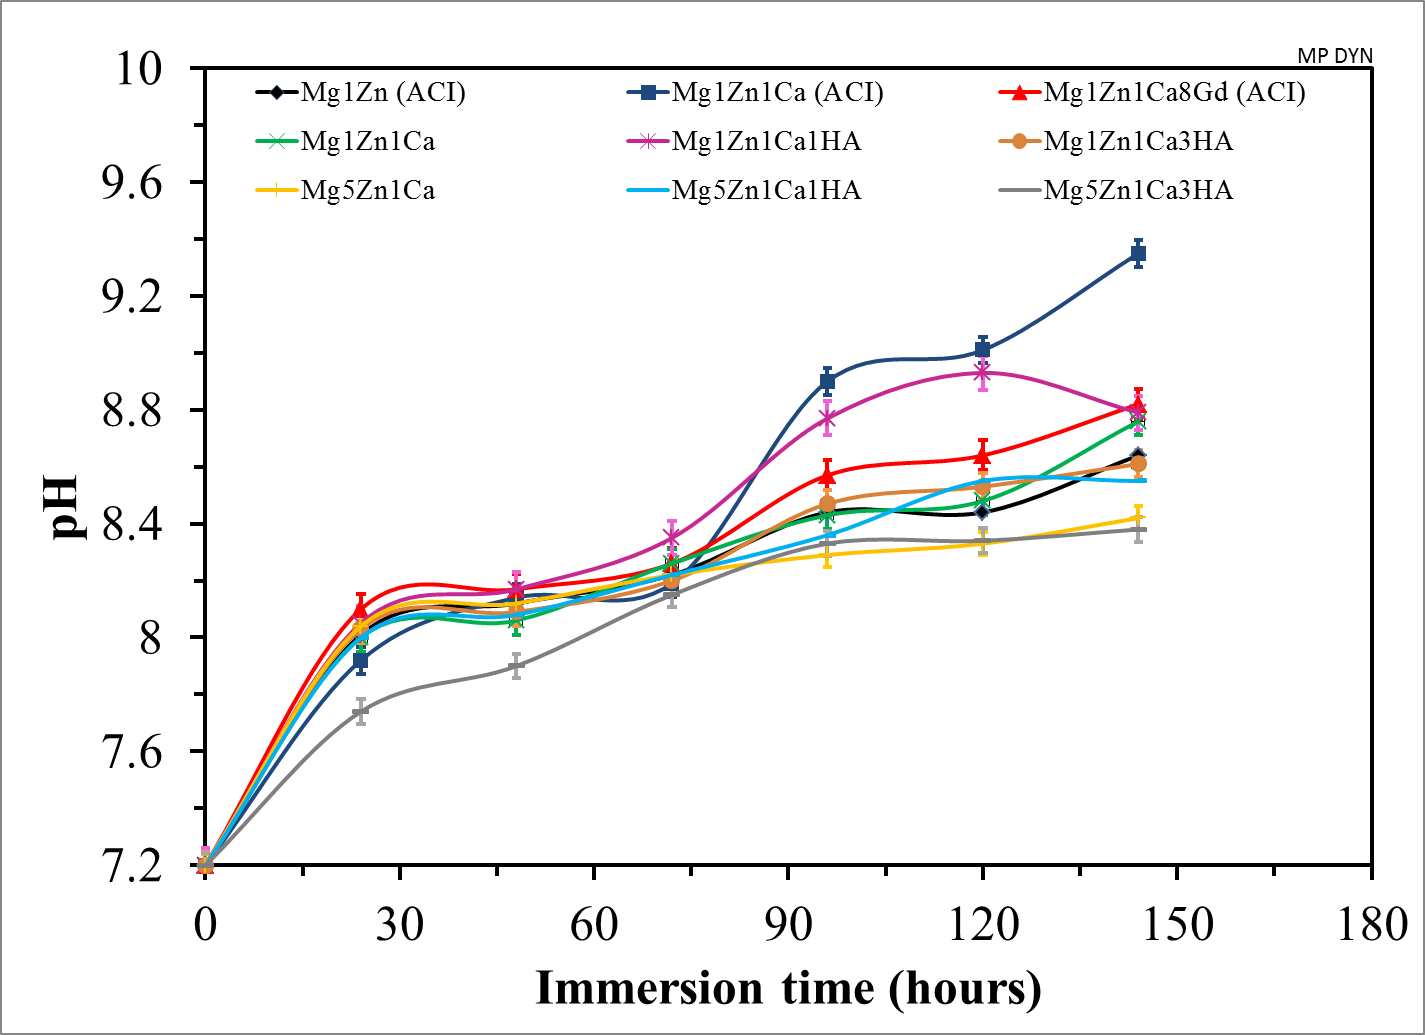 MP DYN
10
9.6
9.2
8.8
8.4
8
7.6
7.2
pH
Mg1Zn (ACI) Mg1Zn1Ca (ACI) Mg1Zn1Ca8Gd (ACI)
Mg1Zn1Ca Mg1Zn1Ca1HA Mg1Zn1Ca3HA
Mg5Zn1Ca Mg5Zn1Ca1HA Mg5Zn1Ca3HA
0 30 60 90 120 150 180
Immersion time (hours)